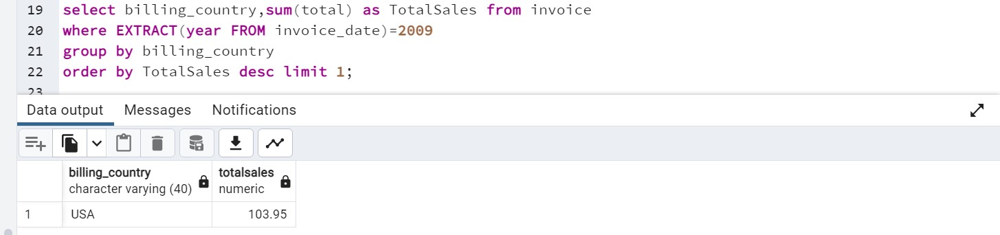 19 select billing_country,sum(total) as TotalSales from invoice
20 where EXTRACT(year FROM invoice_date)=2009
21 group by billing_country
22 order by TotalSales desc limit 1;
23
Data output Messages Notifications
billing_country totalsales
character varying (40) numeric
1 USA 103.95